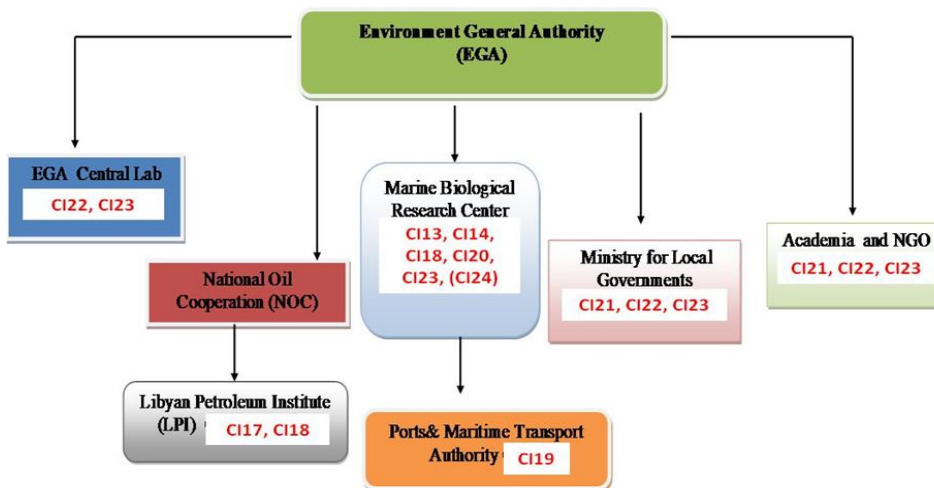 Environment General Authority
(EGA)
EGA Central Lab
CI22, CI23
National Oil
Cooperation (NOC)
Libyan Petroleum Institute
(LPI)
CI17, CI18
Marine Biological
Research Center
CI13, CI14,
CI18, CI20,
CI23, (CI24)
Ports& Maritime Transport
Authority
CI19
Ministry for Local
Governments
CI21, CI22, CI23
Academia and NGO
CI21, CI22, CI23